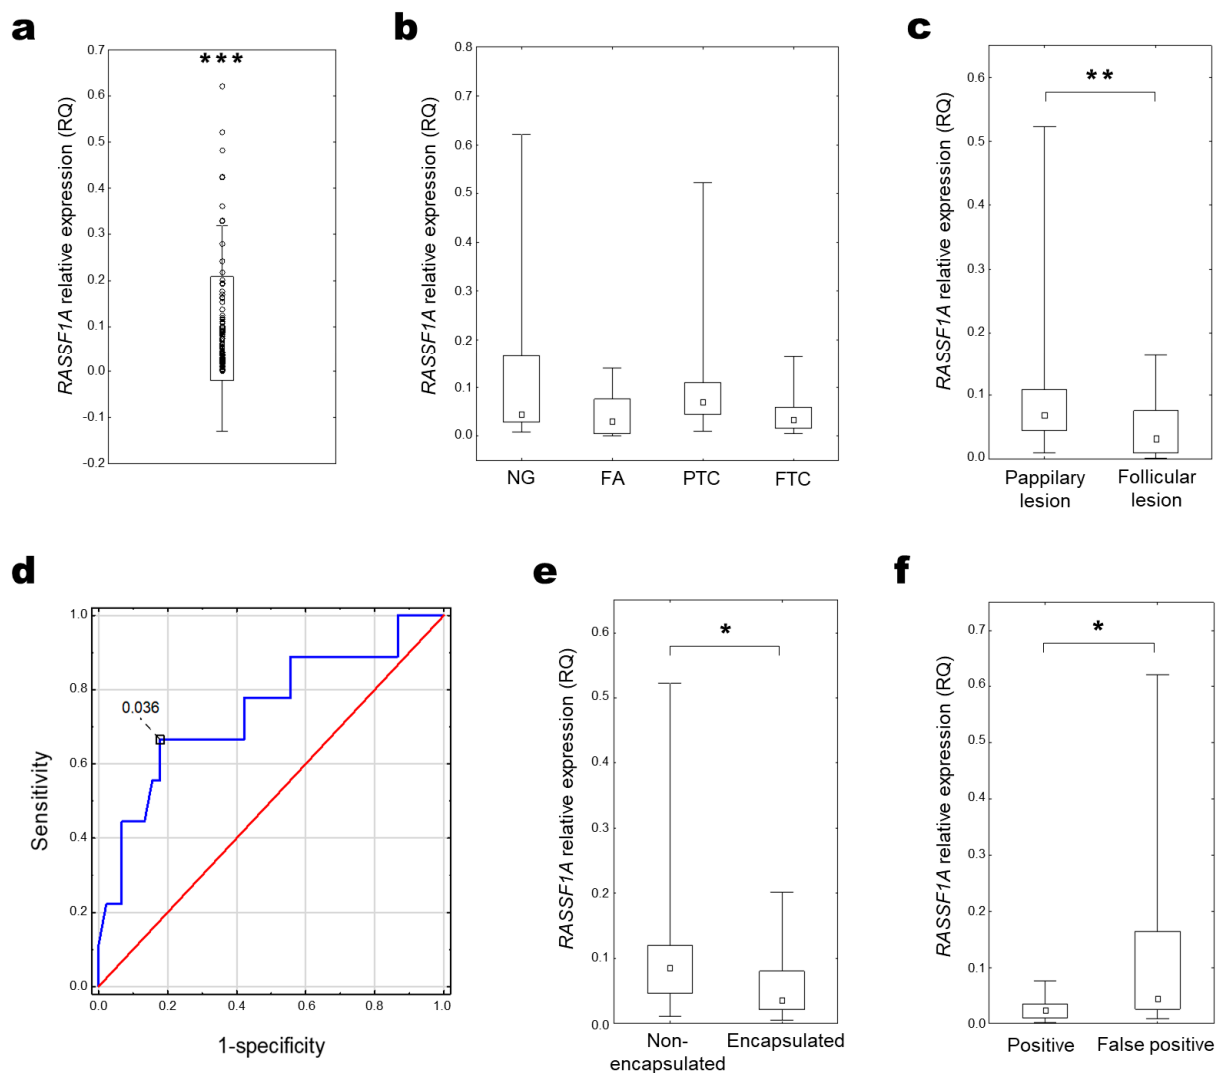 a
RASSF1A relative expression (RQ)
0.7
0.6
0.5
0.4
0.3
0.2
0.1
0.0
-0.1
-0.2
***
b
RASSF1A relative expression (RQ)
0.8
0.7
0.6
0.5
0.4
0.3
0.2
0.1
0.0
NG FA PTC FTC
c
RASSF1A relative expression (RQ)
0.6
0.5
0.4
0.3
0.2
0.1
0.0
**
Pappilary
lesion
Follicular
lesion
d
Sensitivity
1.0
0.8
0.6
0.4
0.2
0.0
0.036
0.0 0.2 0.4 0.6 0.8 1.0
1-specificity
e
RASSF1A relative expression (RQ)
0.6
0.5
0.4
0.3
0.2
0.1
0.0
*
Non-
encapsulated
Encapsulated
f
RASSF1A relative expression (RQ)
0.7
0.6
0.5
0.4
0.3
0.2
0.1
0.0
*
Positive False positive